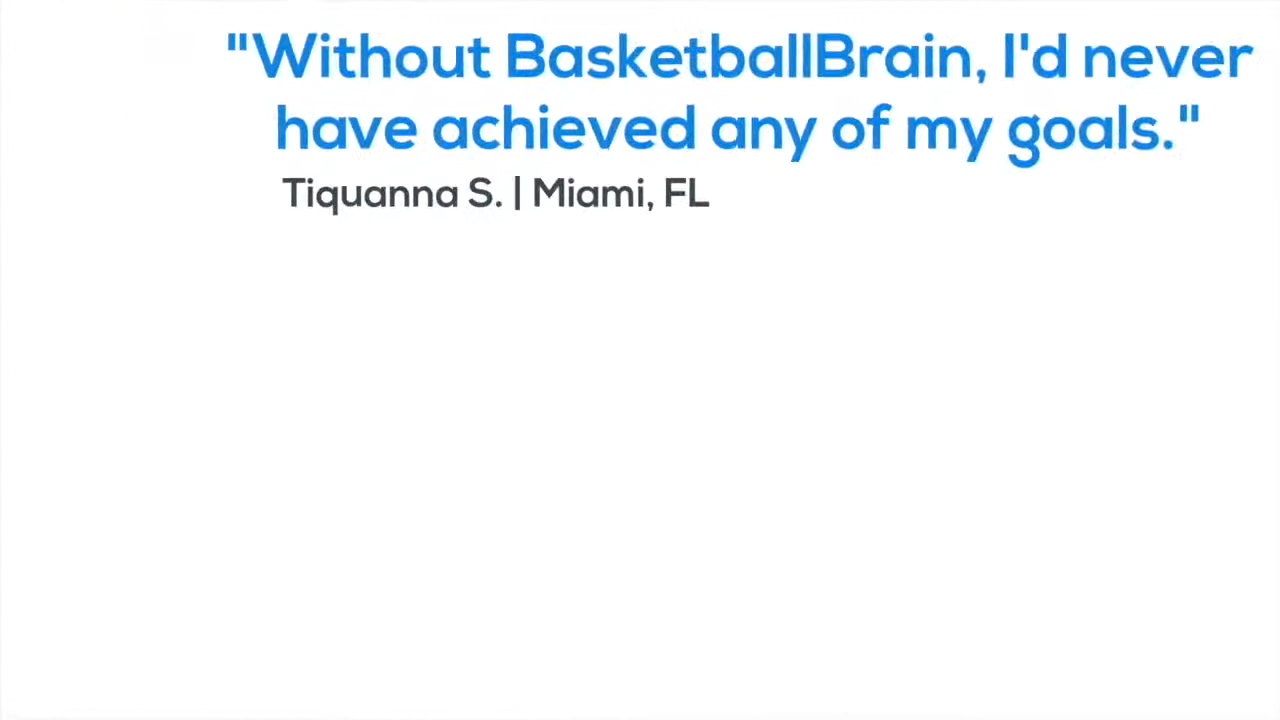 "Without BasketballBrain, I'd never
have achieved any of my goals."
Tiquanna S. | Miami, FL